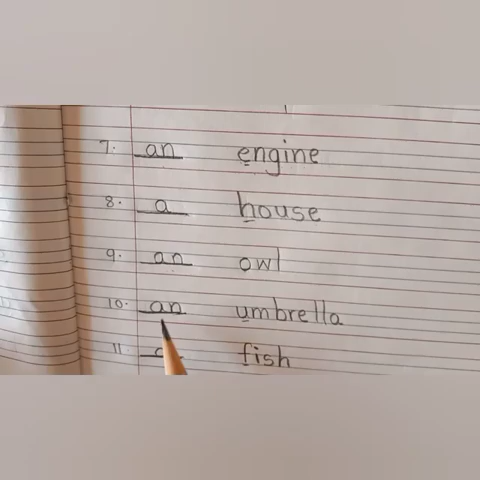 7. an engine
8. a house
9. an owl
10. an umbrella
11. fish